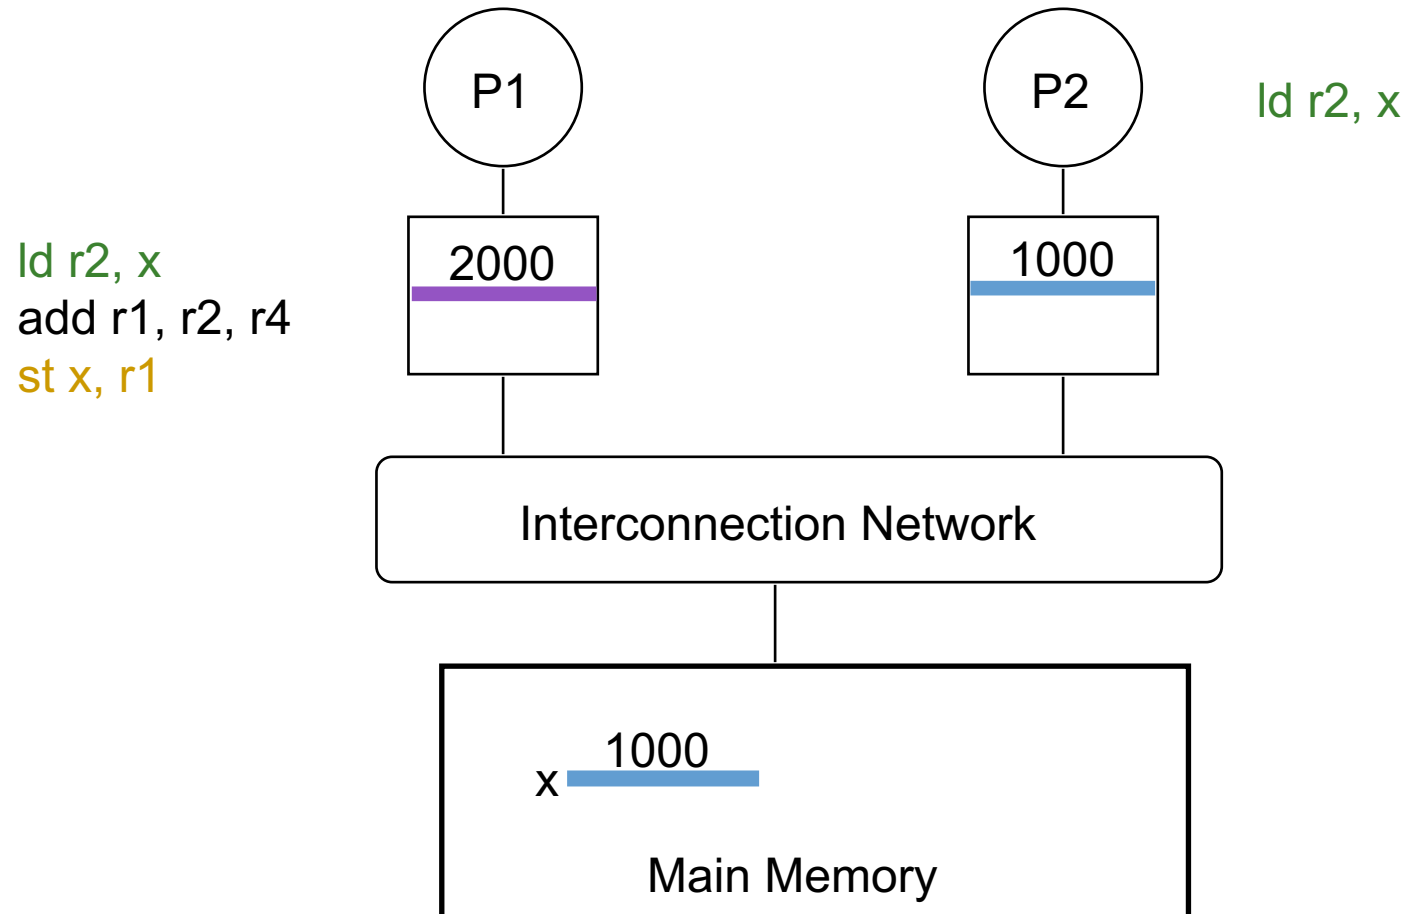 P1
P2
ld r2, x
2000
1000
ld r2, x
add r1, r2, r4
st x, r1
Interconnection Network
1000
x
Main Memory